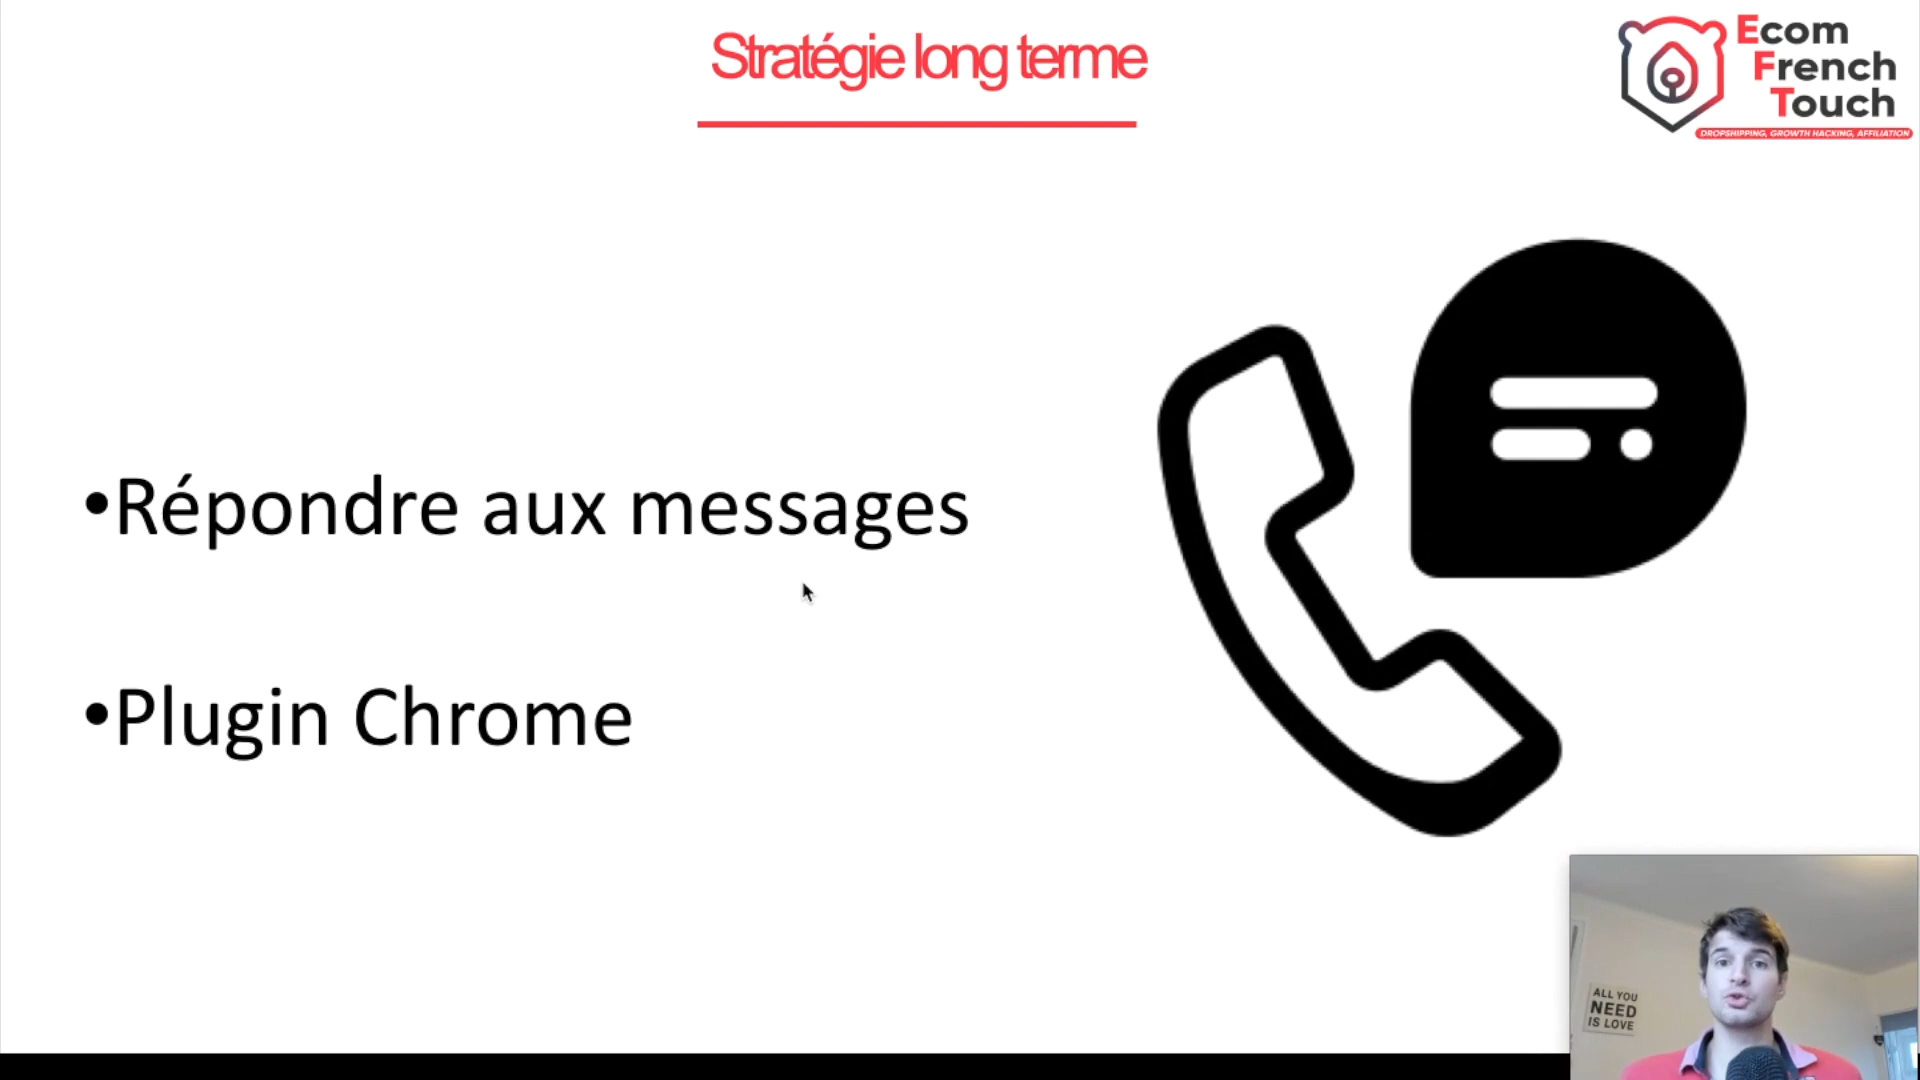 Stratégie long terme
Ecom
French
Touch
DROPSHIPPING, GROWTH HACKING, AFFILIATION
•Répondre aux messages
•Plugin Chrome
ALL YOU
NEED
IS LOVE